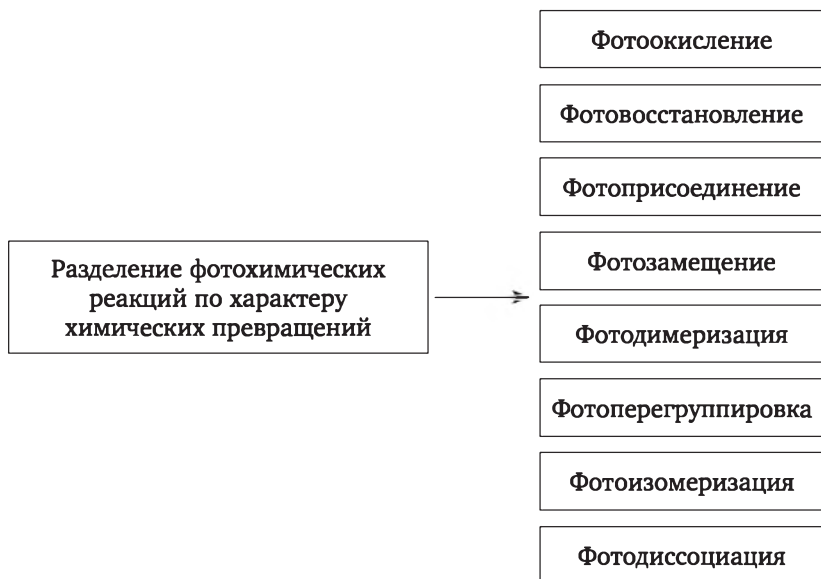 Фотоокисление
Фотовосстановление
Фотоприсоединение
Разделение фотохимических
реакций по характеру
химических превращений
Фотозамещение
Фотодимеризация
Фотоперегруппировка
Фотоизомеризация
Фотодиссоциация